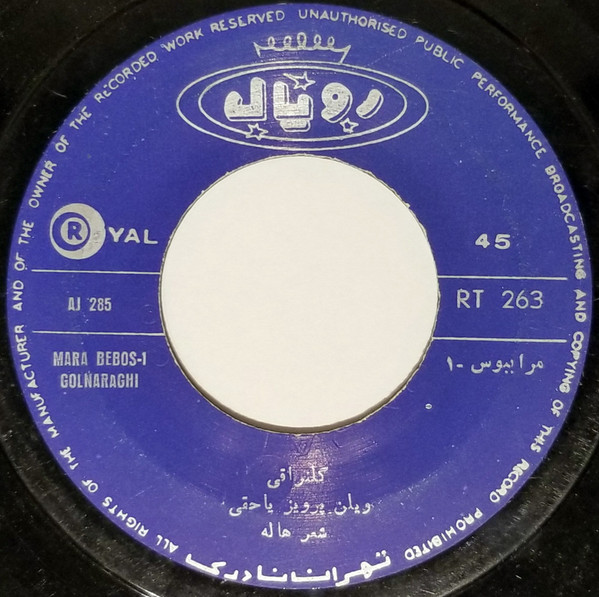 ALL RIGHTS OF THE MANUFACTURER AND OF THE OWNER OF THE RECORDED WORK RESERVED UNAUTHORISED PUBLIC PERFORMANCE BROADCASTING AND COPYING OF THIS RECORD PROHIBITED
رویال
ROYAL
45
AJ 285
RT 263
MARA BEBOS-1
GOLNARAGHI
مرا ببوس -۱
گلنراقی
ویلن پرویز یاحقی
شعر هاله